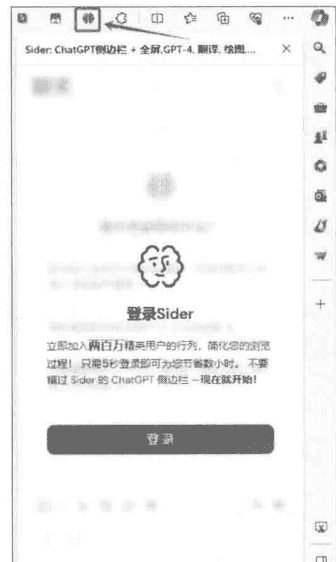 Sider: ChatGPT侧边栏 + 全屏,GPT-4, 翻译, 绘图,...
登录Sider
立即加入两百万精英用户的行列，简化您的浏览
过程！ 只需5秒登录即可为您节省数小时。 不要
错过 Sider 的 ChatGPT 侧边栏 —现在就开始！
登录